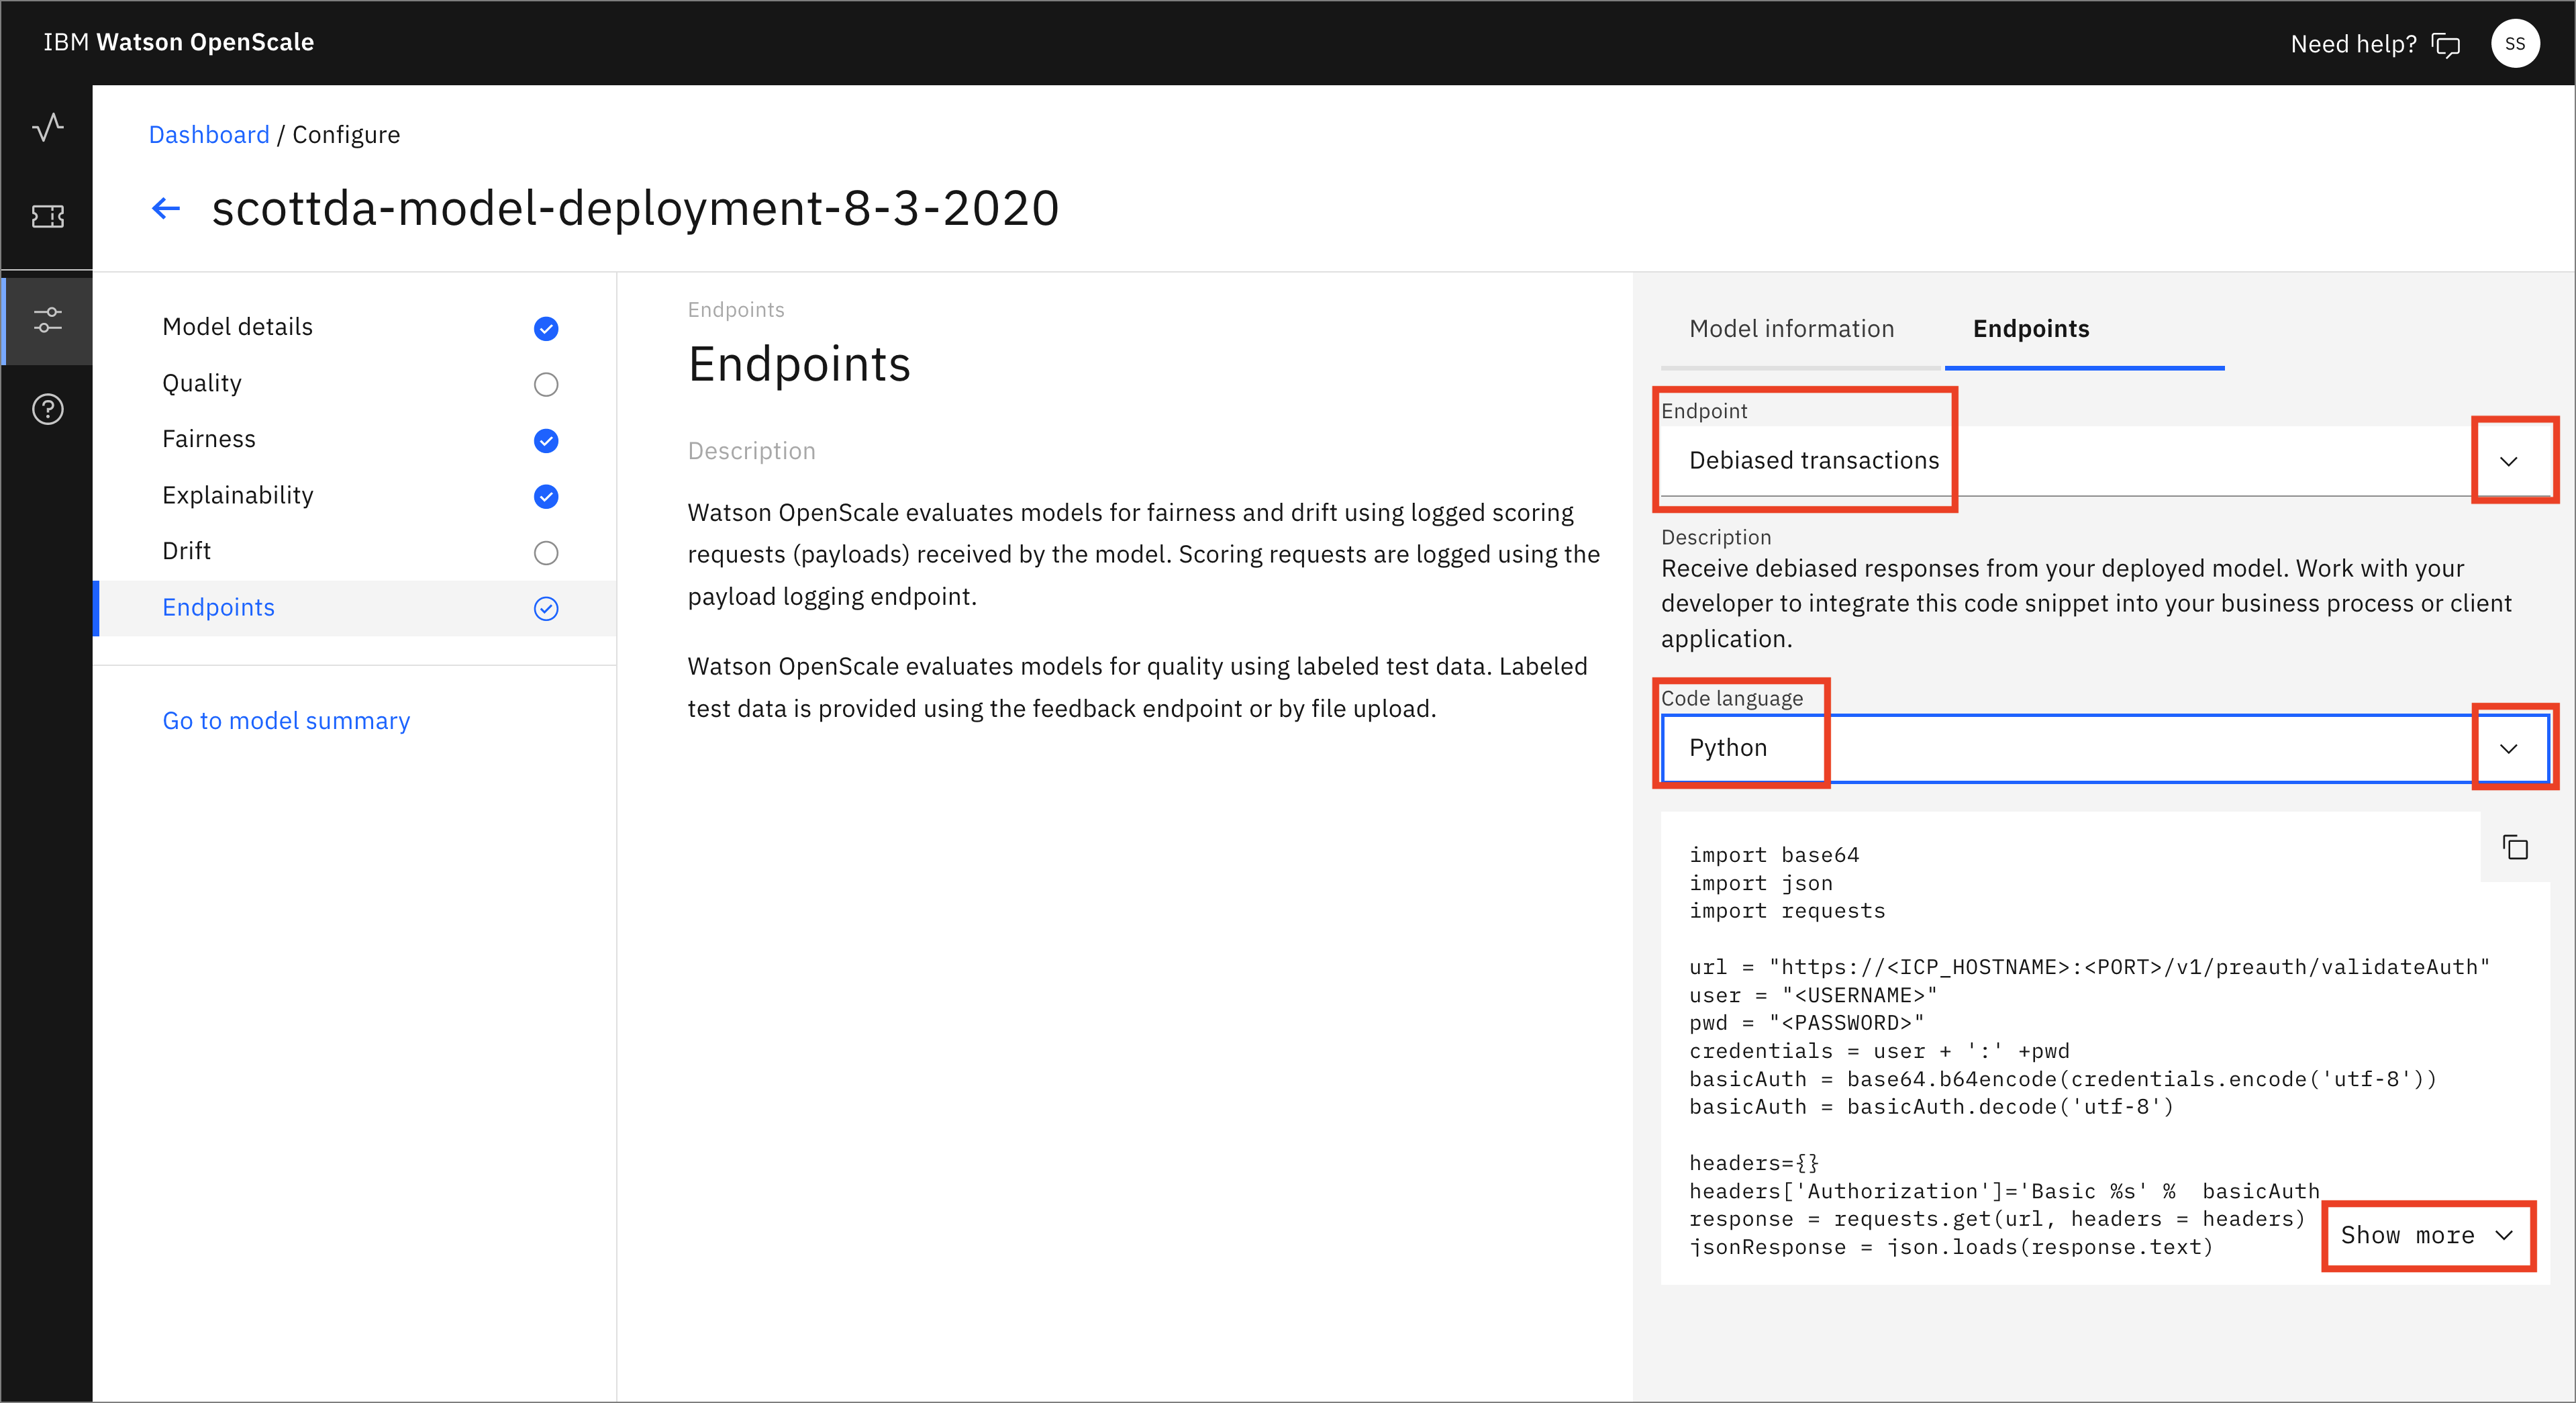 IBM Watson OpenScale
Need help?
SS
Dashboard / Configure
scottda-model-deployment-8-3-2020
Model details
Quality
Fairness
Explainability
Drift
Endpoints
Go to model summary
Endpoints
Endpoints
Description
Watson OpenScale evaluates models for fairness and drift using logged scoring
requests (payloads) received by the model. Scoring requests are logged using the
payload logging endpoint.
Watson OpenScale evaluates models for quality using labeled test data. Labeled
test data is provided using the feedback endpoint or by file upload.
Model information
Endpoints
Endpoint
Debiased transactions
Description
Receive debiased responses from your deployed model. Work with your
developer to integrate this code snippet into your business process or client
application.
Code language
Python
import base64
import json
import requests
url = "https://<ICP_HOSTNAME>:<PORT>/v1/preauth/validateAuth"
user = "<USERNAME>"
pwd = "<PASSWORD>"
credentials = user + ':' +pwd
basicAuth = base64.b64encode(credentials.encode('utf-8'))
basicAuth = basicAuth.decode('utf-8')
headers={}
headers['Authorization']='Basic %s' %  basicAuth
response = requests.get(url, headers = headers)
jsonResponse = json.loads(response.text)
Show more